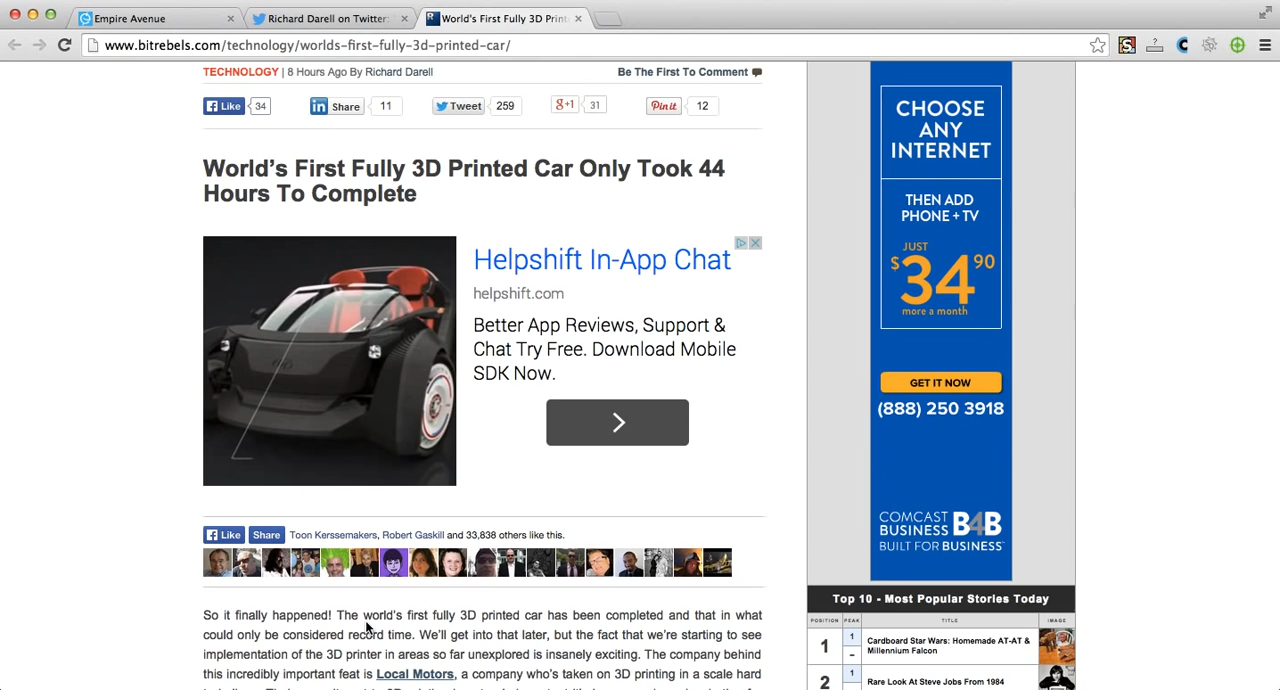 Empire Avenue
Richard Darell on Twitter:
World's First Fully 3D Print
www.bitrebels.com/technology/worlds-first-fully-3d-printed-car/
TECHNOLOGY | 8 Hours Ago By Richard Darell
Be The First To Comment
Like 34
in Share 11
Tweet 259
g+1 31
Pin it 12
World's First Fully 3D Printed Car Only Took 44
Hours To Complete
Helpshift In-App Chat
helpshift.com
Better App Reviews, Support &
Chat Try Free. Download Mobile
SDK Now.
Like Share Toon Kerssemakers, Robert Gaskill and 33,838 others like this.
So it finally happened! The world's first fully 3D printed car has been completed and that in what
could only be considered record time. We'll get into that later, but the fact that we're starting to see
implementation of the 3D printer in areas so far unexplored is insanely exciting. The company behind
this incredibly important feat is Local Motors, a company who's taken on 3D printing in a scale hard
CHOOSE
ANY
INTERNET
THEN ADD
PHONE + TV
JUST
$34.90
more a month
GET IT NOW
(888) 250 3918
COMCAST
BUSINESS B4B
BUILT FOR BUSINESS
Top 10 - Most Popular Stories Today
POSITION PEAK TITLE IMAGE
1 1 - Cardboard Star Wars: Homemade AT-AT &
Millennium Falcon
2 1 Rare Look At Steve Jobs From 1984